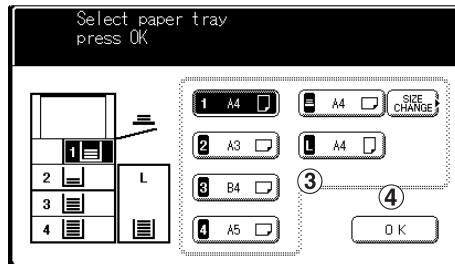 Select paper tray
press OK
1 A4
A4
SIZE CHANGE
2 A3
L A4
3 B4
4 A5
③
④
OK
1
2
3
4
L